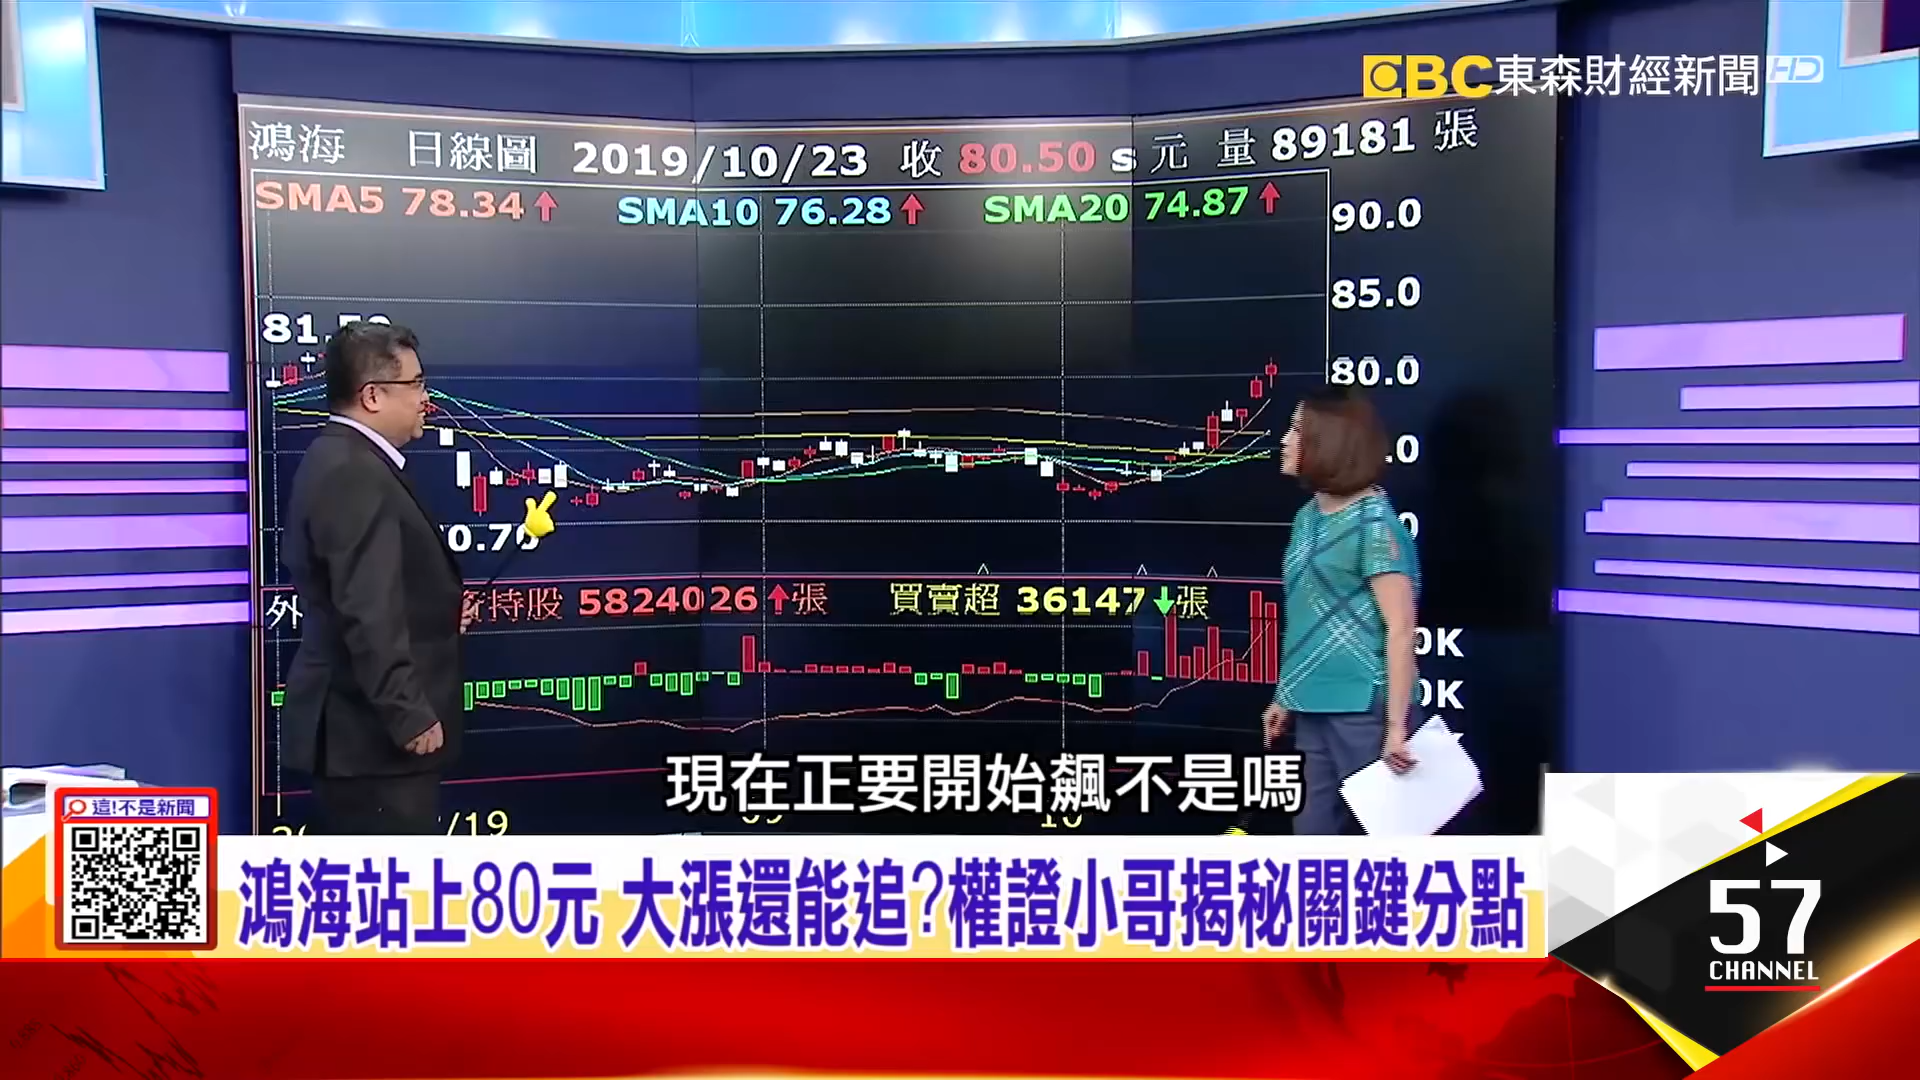 EBC東森財經新聞HD
鴻海 日線圖 2019/10/23 收 80.50 s 元 量 89181 張
SMA5 78.34↑ SMA10 76.28↑ SMA20 74.87↑
90.0
85.0
80.0
資持股 5824026↑張 買賣超 36147↓張
/19
現在正要開始飆不是嗎
這!不是新聞
鴻海站上80元 大漲還能追?權證小哥揭秘關鍵分點
57
CHANNEL